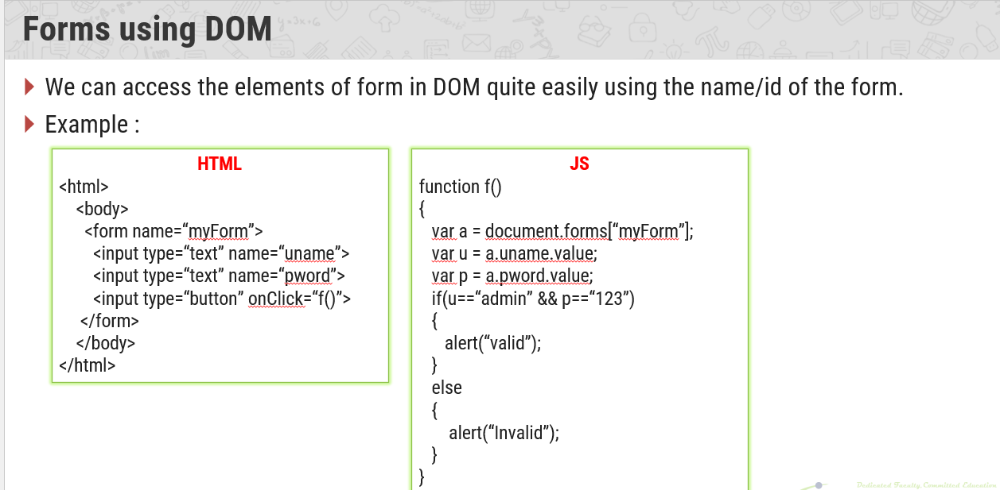 Forms using DOM
We can access the elements of form in DOM quite easily using the name/id of the form.
Example :
HTML
<html>
<body>
<form name=“myForm”>
<input type=“text” name=“uname”>
<input type=“text” name=“pword”>
<input type=“button” onClick=“f()”>
</form>
</body>
</html>
JS
function f()
{
var a = document.forms[“myForm”];
var u = a.uname.value;
var p = a.pword.value;
if(u==“admin” && p==“123”)
{
alert(“valid”);
}
else
{
alert(“Invalid”);
}
}
Dedicated Faculty, Committed Education